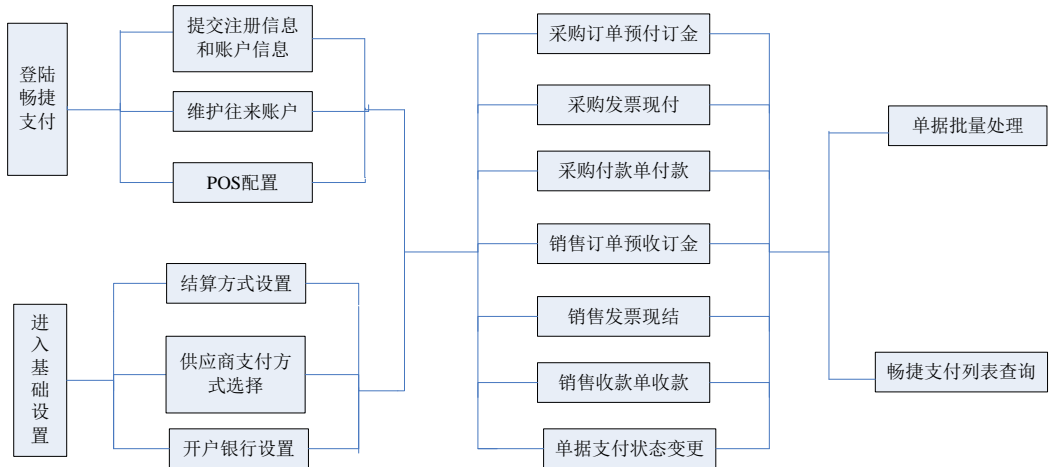 登陆
畅捷
支付
提交注册信息
和账户信息
维护往来账户
POS配置
进
入
基
础
设
置
结算方式设置
供应商支付方
式选择
开户银行设置
采购订单预付订金
采购发票现付
采购付款单付款
销售订单预收订金
销售发票现结
销售收款单收款
单据支付状态变更
单据批量处理
畅捷支付列表查询